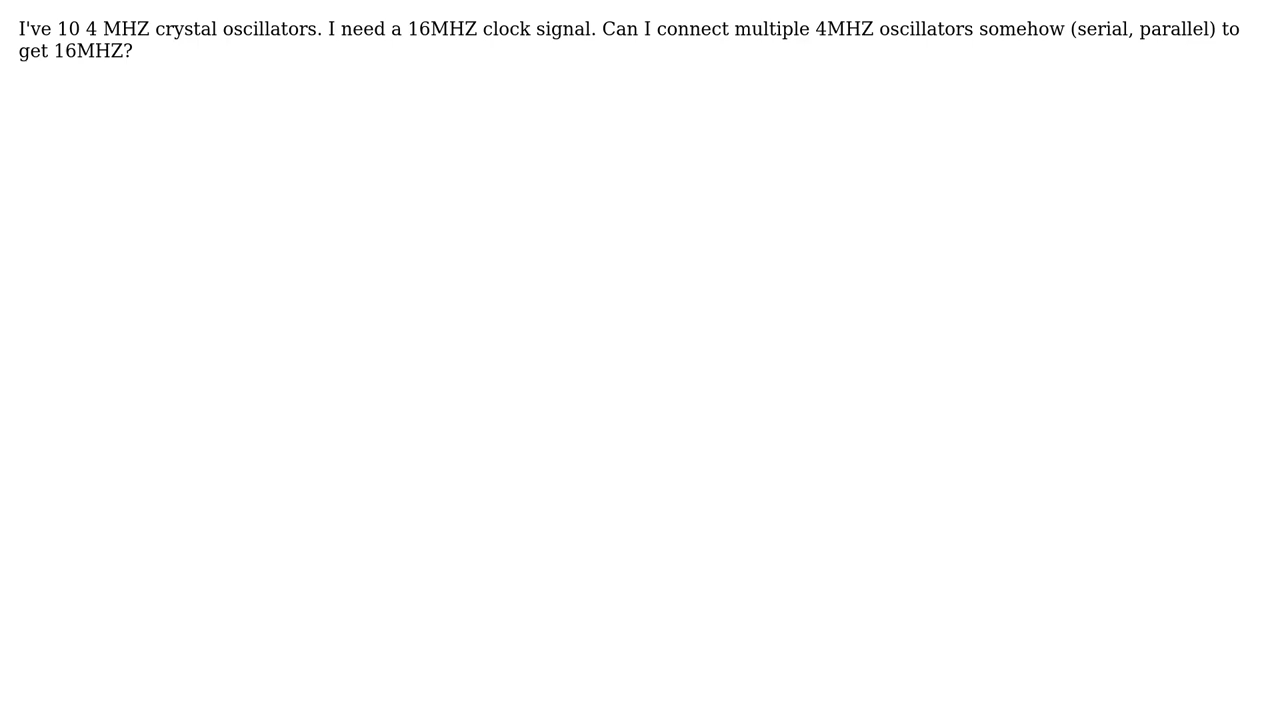 I've 10 4 MHZ crystal oscillators. I need a 16MHZ clock signal. Can I connect multiple 4MHZ oscillators somehow (serial, parallel) to
get 16MHZ?